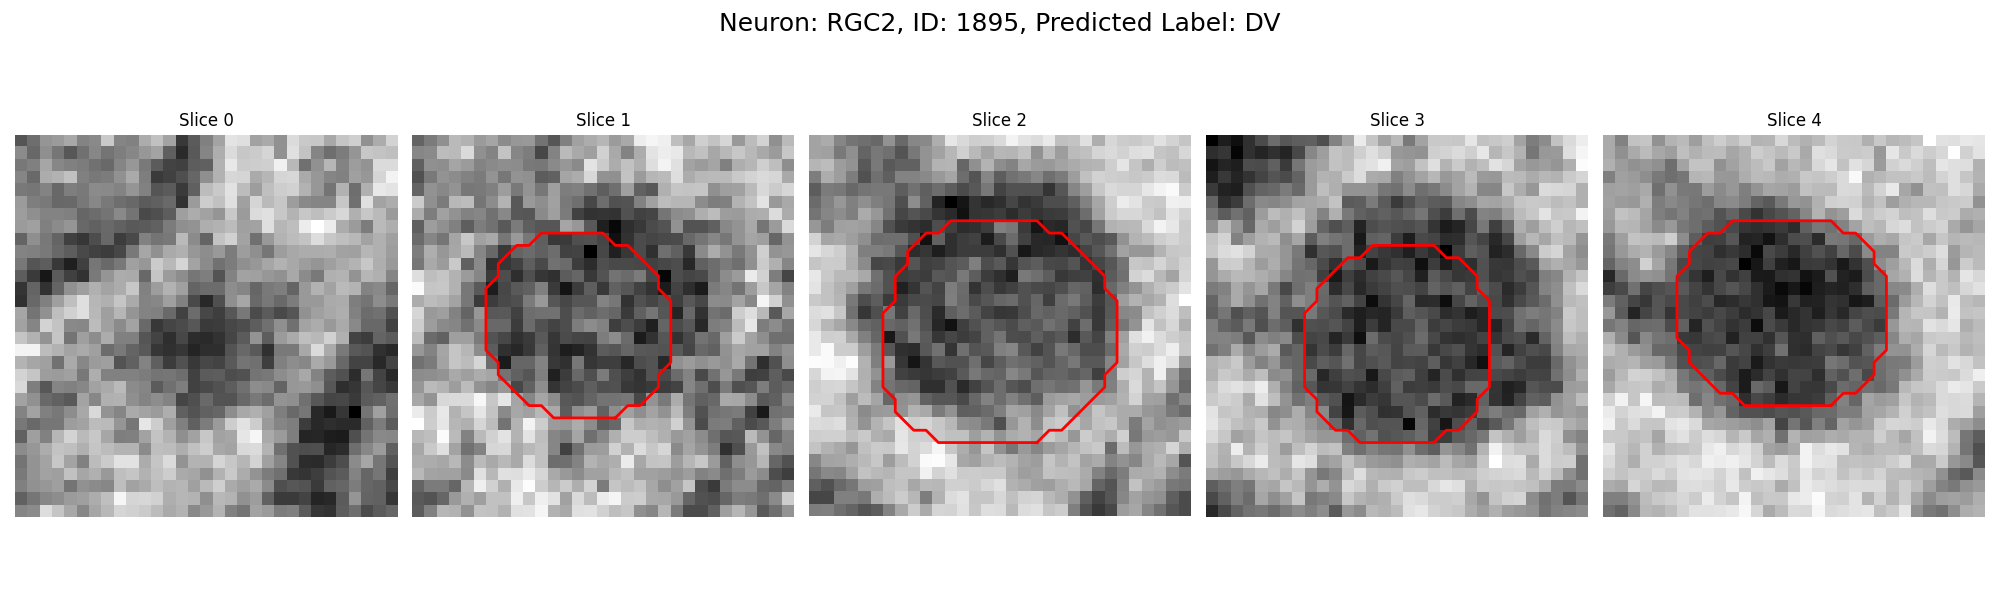 Neuron: RGC2, ID: 1895, Predicted Label: DV
Slice 0
Slice 1
Slice 2
Slice 3
Slice 4